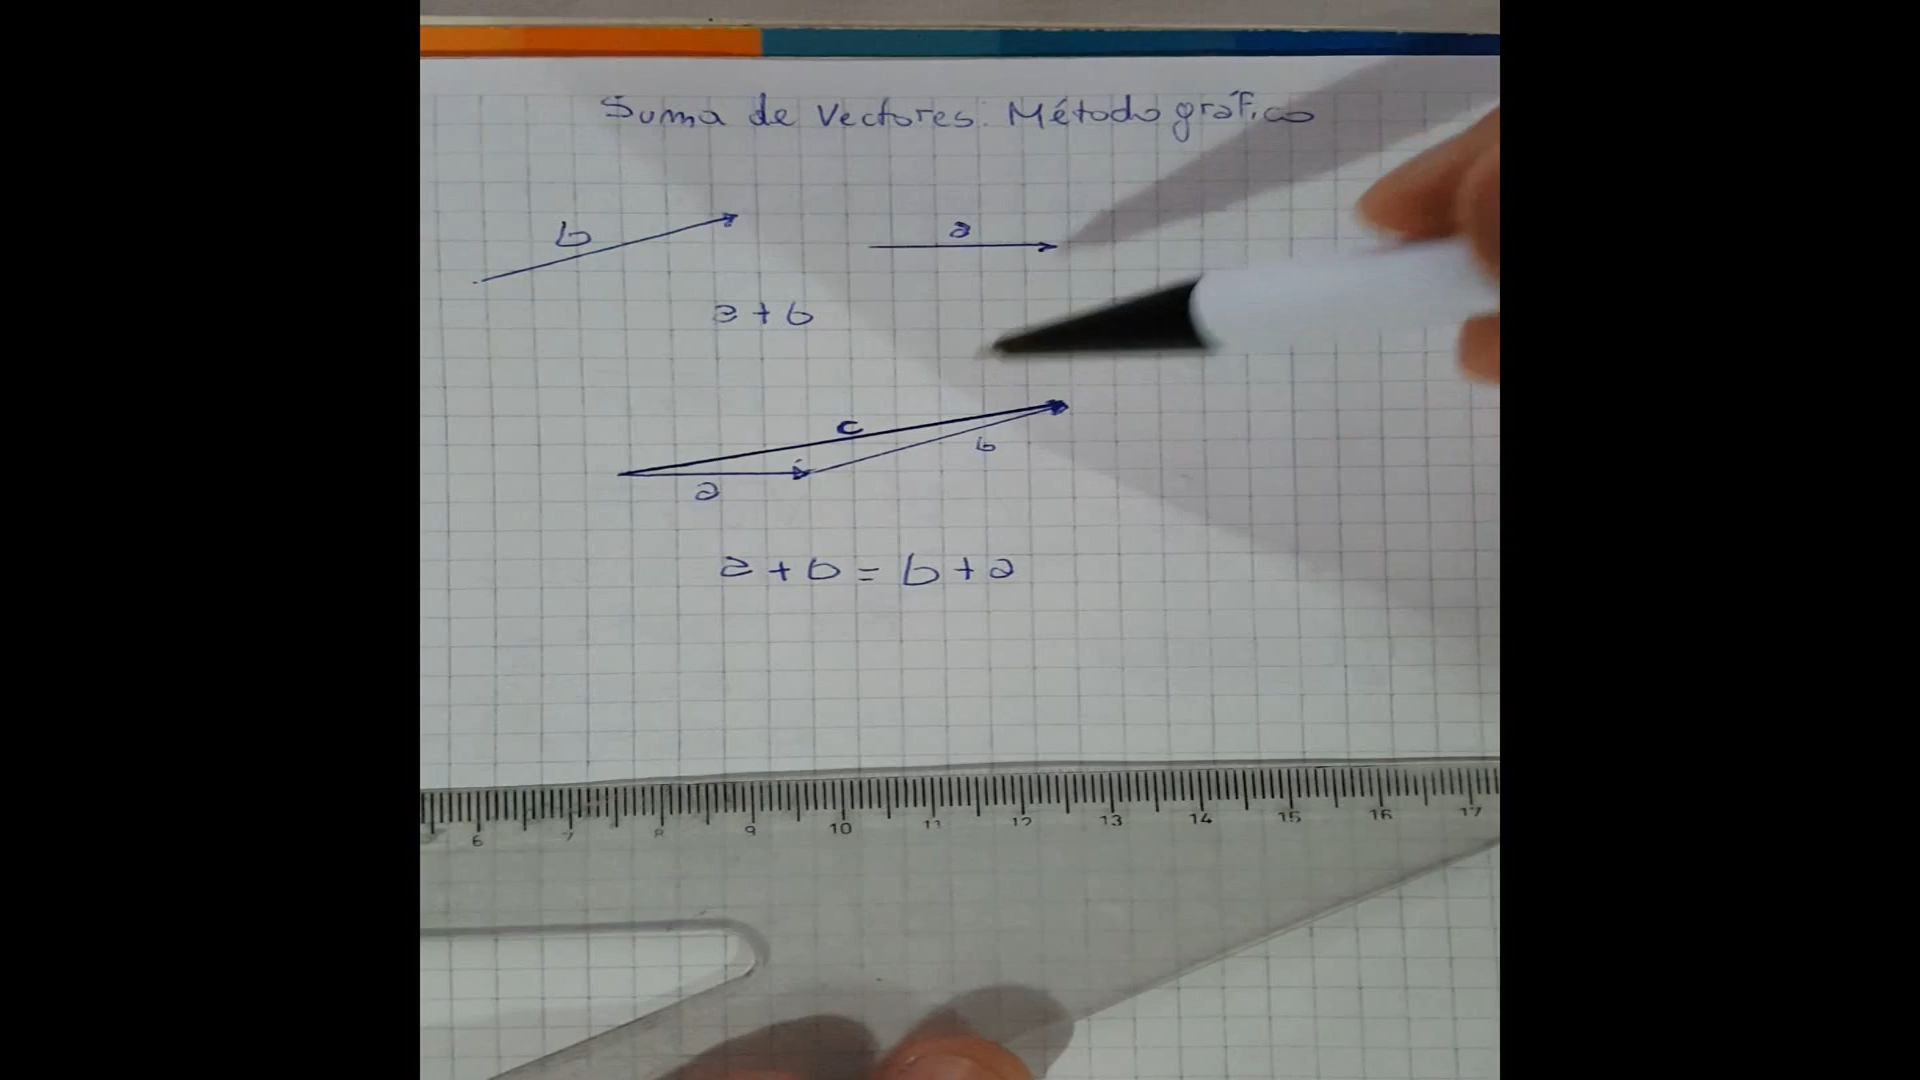 Suma de Vectores: Método gráfico
b
a
a + b
c
b
a
a + b = b + a
6 7 8 9 10 11 12 13 14 15 16 17